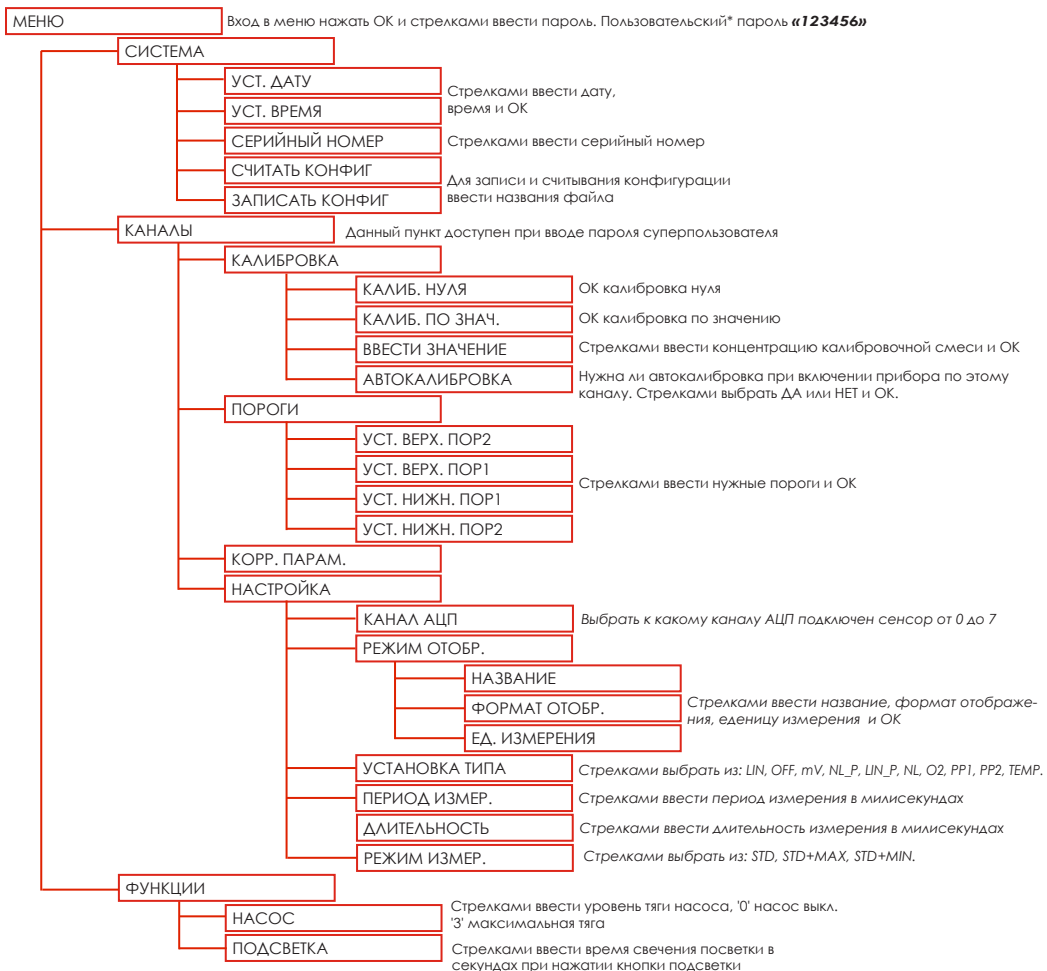 МЕНЮ Вход в меню нажать ОК и стрелками ввести пароль. Пользовательский* пароль «123456»
СИСТЕМА
УСТ. ДАТУ
УСТ. ВРЕМЯ
Стрелками ввести дату,
время и ОК
СЕРИЙНЫЙ НОМЕР Стрелками ввести серийный номер
СЧИТАТЬ КОНФИГ
ЗАПИСАТЬ КОНФИГ
Для записи и считывания конфигурации
ввести названия файла
КАНАЛЫ Данный пункт доступен при вводе пароля суперпользователя
КАЛИБРОВКА
КАЛИБ. НУЛЯ ОК калибровка нуля
КАЛИБ. ПО ЗНАЧ. ОК калибровка по значению
ВВЕСТИ ЗНАЧЕНИЕ Стрелками ввести концентрацию калибровочной смеси и ОК
АВТОКАЛИБРОВКА Нужна ли автокалибровка при включении прибора по этому
каналу. Стрелками выбрать ДА или НЕТ и ОК.
ПОРОГИ
УСТ. ВЕРХ. ПОР2
УСТ. ВЕРХ. ПОР1
УСТ. НИЖН. ПОР1
УСТ. НИЖН. ПОР2
Стрелками ввести нужные пороги и ОК
КОРР. ПАРАМ.
НАСТРОЙКА
КАНАЛ АЦП Выбрать к какому каналу АЦП подключен сенсор от 0 до 7
РЕЖИМ ОТОБР.
НАЗВАНИЕ
ФОРМАТ ОТОБР.
ЕД. ИЗМЕРЕНИЯ
Стрелками ввести название, формат отображе-
ния, еденицу измерения и ОК
УСТАНОВКА ТИПА Стрелками выбрать из: LIN, OFF, mV, NL_P, LIN_P, NL, O2, PP1, PP2, TEMP.
ПЕРИОД ИЗМЕР. Стрелками ввести период измерения в милисекундах
ДЛИТЕЛЬНОСТЬ Стрелками ввести длительность измерения в милисекундах
РЕЖИМ ИЗМЕР. Стрелками выбрать из: STD, STD+MAX, STD+MIN.
ФУНКЦИИ
НАСОС Стрелками ввести уровень тяги насоса, '0' насос выкл.
'3' максимальная тяга
ПОДСВЕТКА Стрелками ввести время свечения посветки в
секундах при нажатии кнопки подсветки